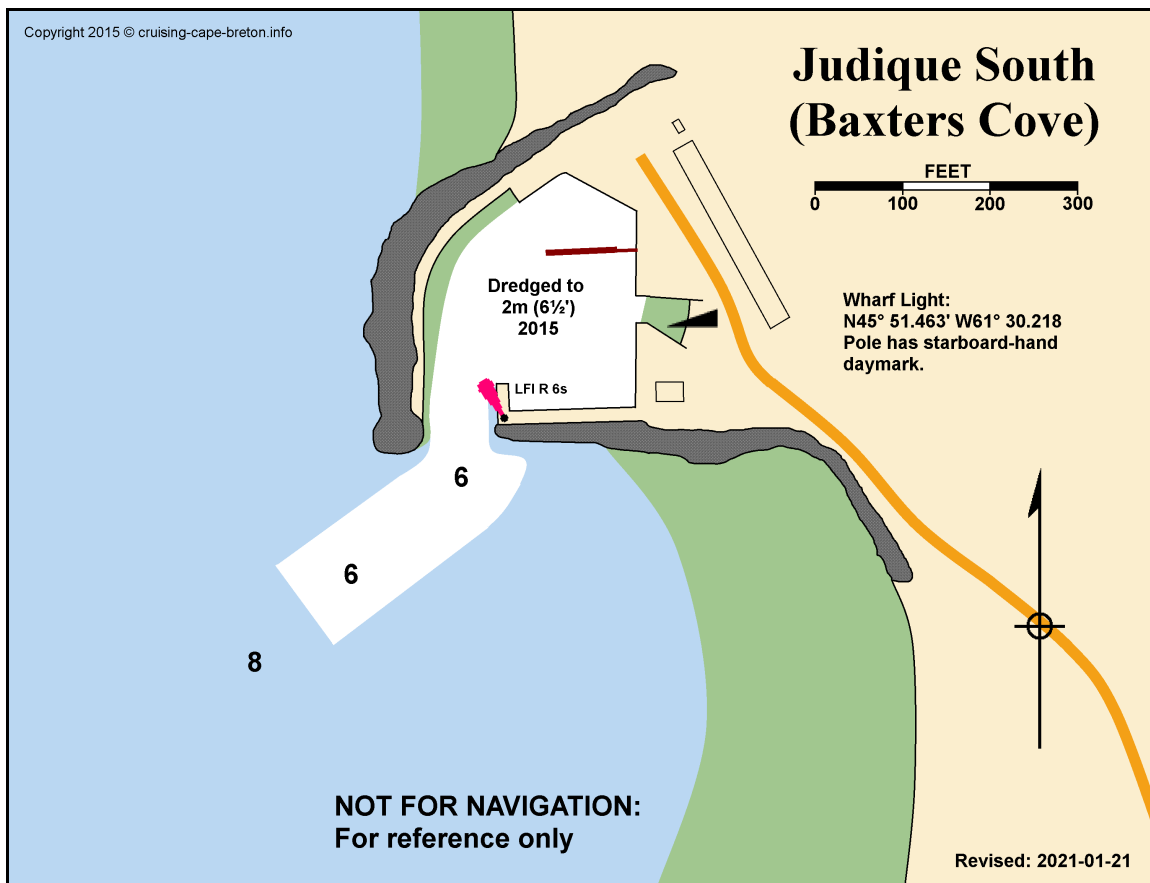 Copyright 2015 © cruising-cape-breton.info
Judique South
(Baxters Cove)
FEET
0 100 200 300
Dredged to
2m (6½')
2015
Wharf Light:
N45° 51.463' W61° 30.218
Pole has starboard-hand
daymark.
LFl R 6s
6
6
8
NOT FOR NAVIGATION:
For reference only
Revised: 2021-01-21